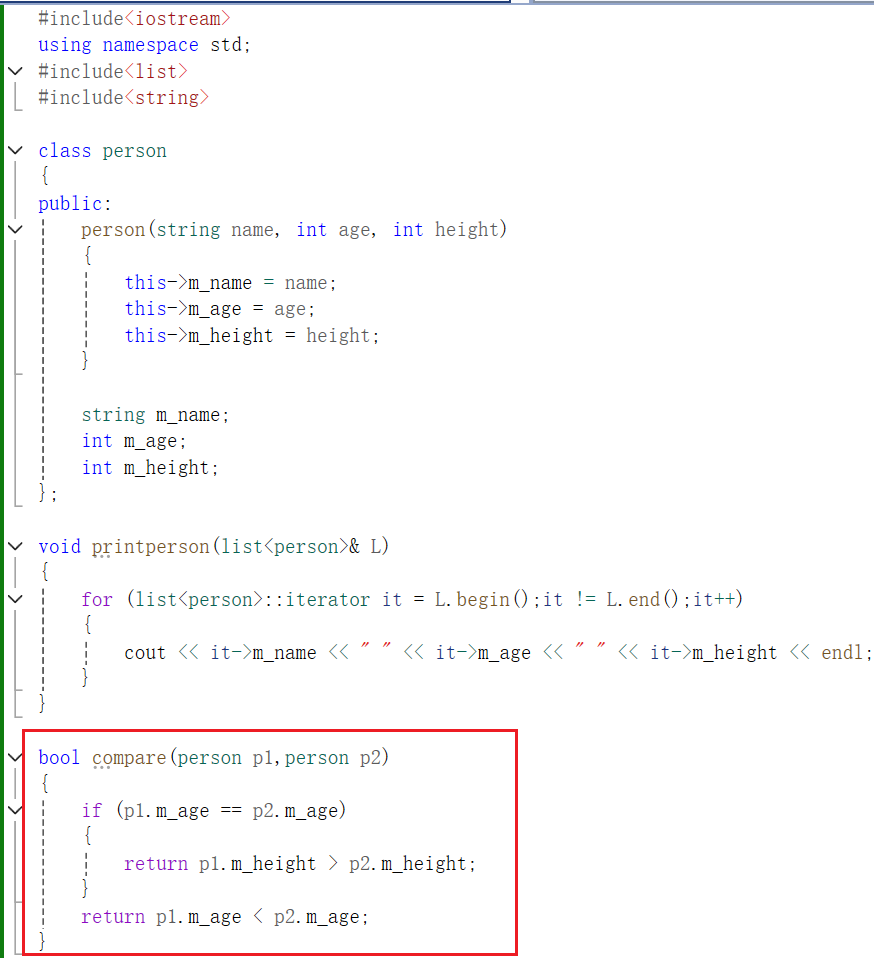 #include<iostream>
using namespace std;
#include<list>
#include<string>
class person
{
public:
person(string name, int age, int height)
{
this->m_name = name;
this->m_age = age;
this->m_height = height;
}
string m_name;
int m_age;
int m_height;
};
void printperson(list<person>& L)
{
for (list<person>::iterator it = L.begin();it != L.end();it++)
{
cout << it->m_name << " " << it->m_age << " " << it->m_height << endl;
}
}
bool compare(person p1,person p2)
{
if (p1.m_age == p2.m_age)
{
return p1.m_height > p2.m_height;
}
return p1.m_age < p2.m_age;
}